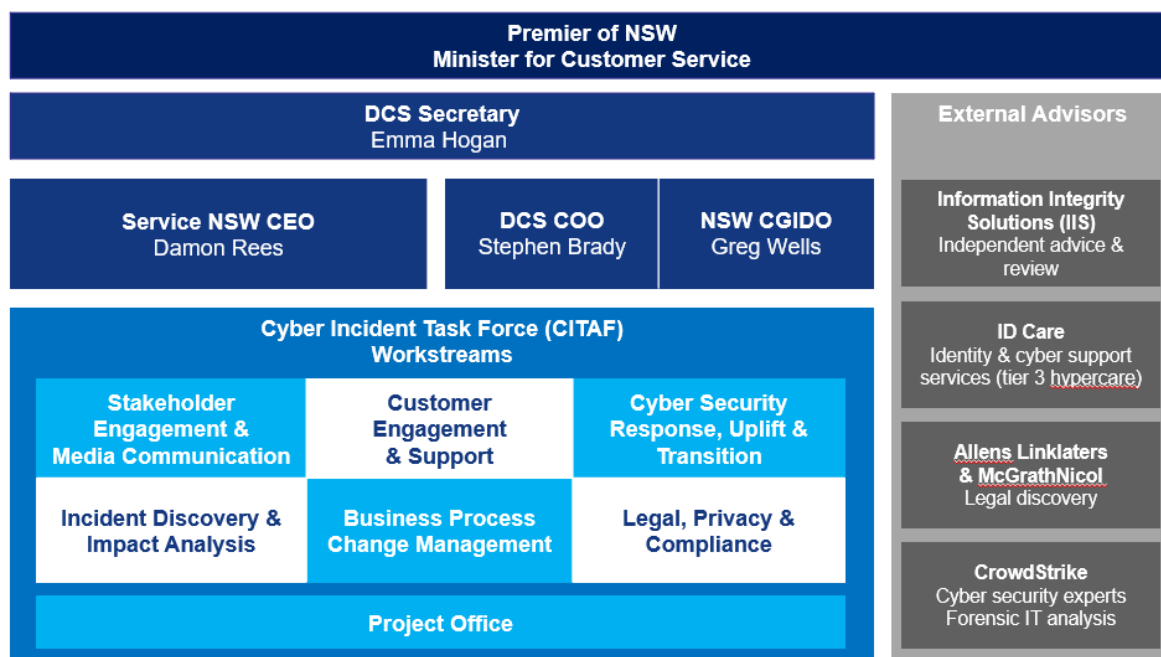 Premier of NSW
Minister for Customer Service
DCS Secretary
Emma Hogan
Service NSW CEO
Damon Rees
DCS COO
Stephen Brady
NSW CGIDO
Greg Wells
Cyber Incident Task Force (CITAF)
Workstreams
Stakeholder
Engagement &
Media Communication
Customer
Engagement
& Support
Cyber Security
Response, Uplift &
Transition
Incident Discovery &
Impact Analysis
Business Process
Change Management
Legal, Privacy &
Compliance
Project Office
External Advisors
Information Integrity
Solutions (IIS)
Independent advice &
review
ID Care
Identity & cyber support
services (tier 3 hypercare)
Allens Linklaters
& McGrathNicol
Legal discovery
CrowdStrike
Cyber security experts
Forensic IT analysis